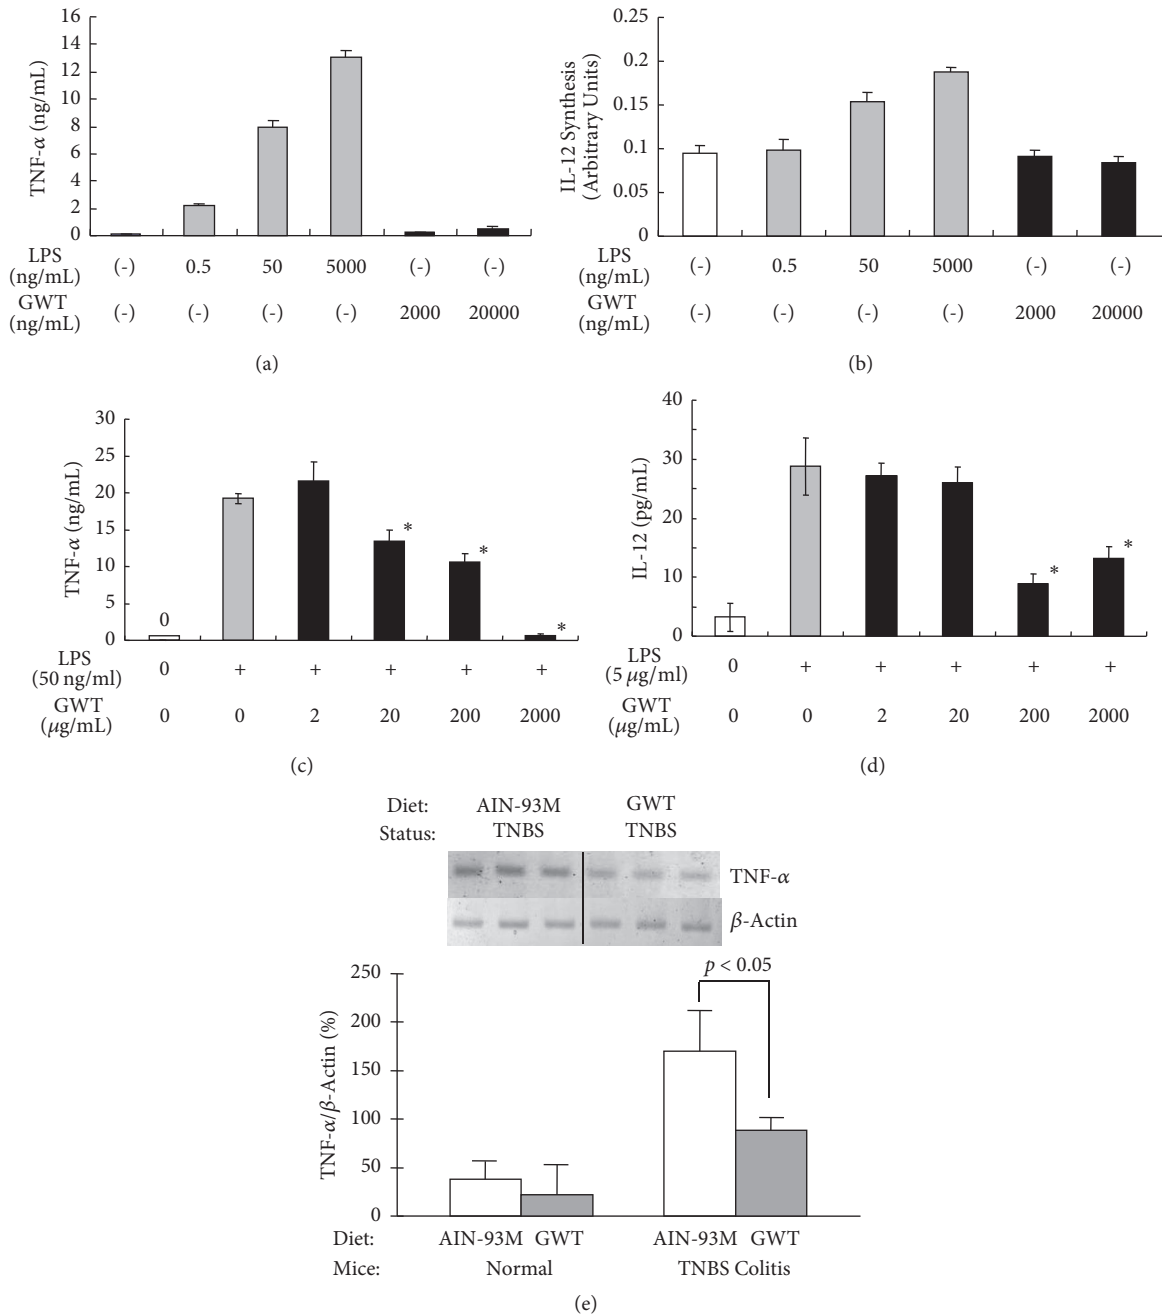 TNF-α (ng/mL)
16
14
12
10
8
6
4
2
0
LPS
(ng/mL)
(-) 0.5 50 5000 (-) (-)
GWT
(ng/mL)
(-) (-) (-) (-) 2000 20000
(a)
IL-12 Synthesis
(Arbitrary Units)
0.25
0.2
0.15
0.1
0.05
0
LPS
(ng/mL)
(-) 0.5 50 5000 (-) (-)
GWT
(ng/mL)
(-) (-) (-) (-) 2000 20000
(b)
TNF-α (ng/mL)
30
25
20
15
10
5
0
0
*
*
*
LPS
(50 ng/ml)
0 + + + + +
GWT
(μg/mL)
0 0 2 20 200 2000
(c)
IL-12 (pg/mL)
40
30
20
10
0
*
*
LPS
(5 μg/ml)
0 + + + + +
GWT
(μg/mL)
0 0 2 20 200 2000
(d)
Diet: AIN-93M GWT
Status: TNBS TNBS
TNF-α
β-Actin
TNF-α/β-Actin (%)
250
200
150
100
50
0
p < 0.05
Diet: AIN-93M GWT AIN-93M GWT
Mice: Normal TNBS Colitis
(e)